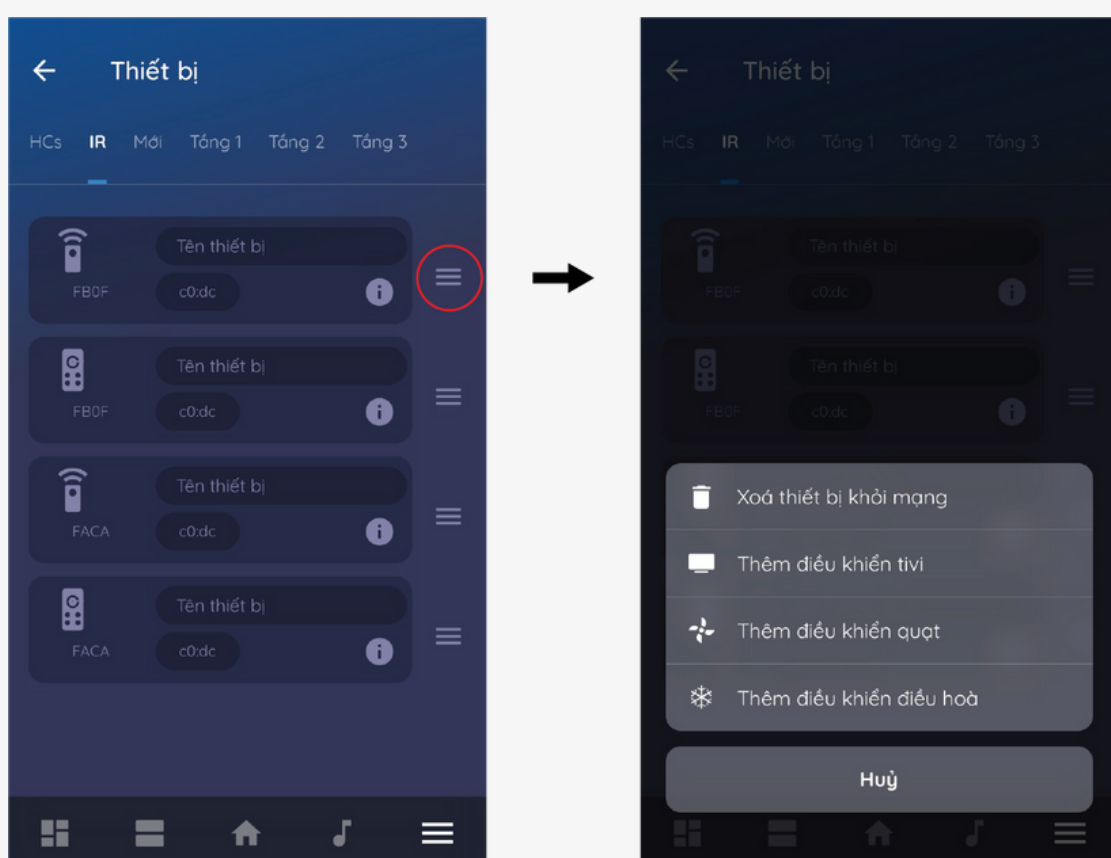 Thiết bị
HCs IR Mới Tầng 1 Tầng 2 Tầng 3
Tên thiết bị
FB0F c0:dc
Tên thiết bị
FB0F c0:dc
Tên thiết bị
FACA c0:dc
Tên thiết bị
FACA c0:dc
Thiết bị
HCs IR Mới Tầng 1 Tầng 2 Tầng 3
Tên thiết bị
FB0F c0:dc
Tên thiết bị
FB0F c0:dc
Xoá thiết bị khỏi mạng
Thêm điều khiển tivi
Thêm điều khiển quạt
Thêm điều khiển điều hoà
Huỷ